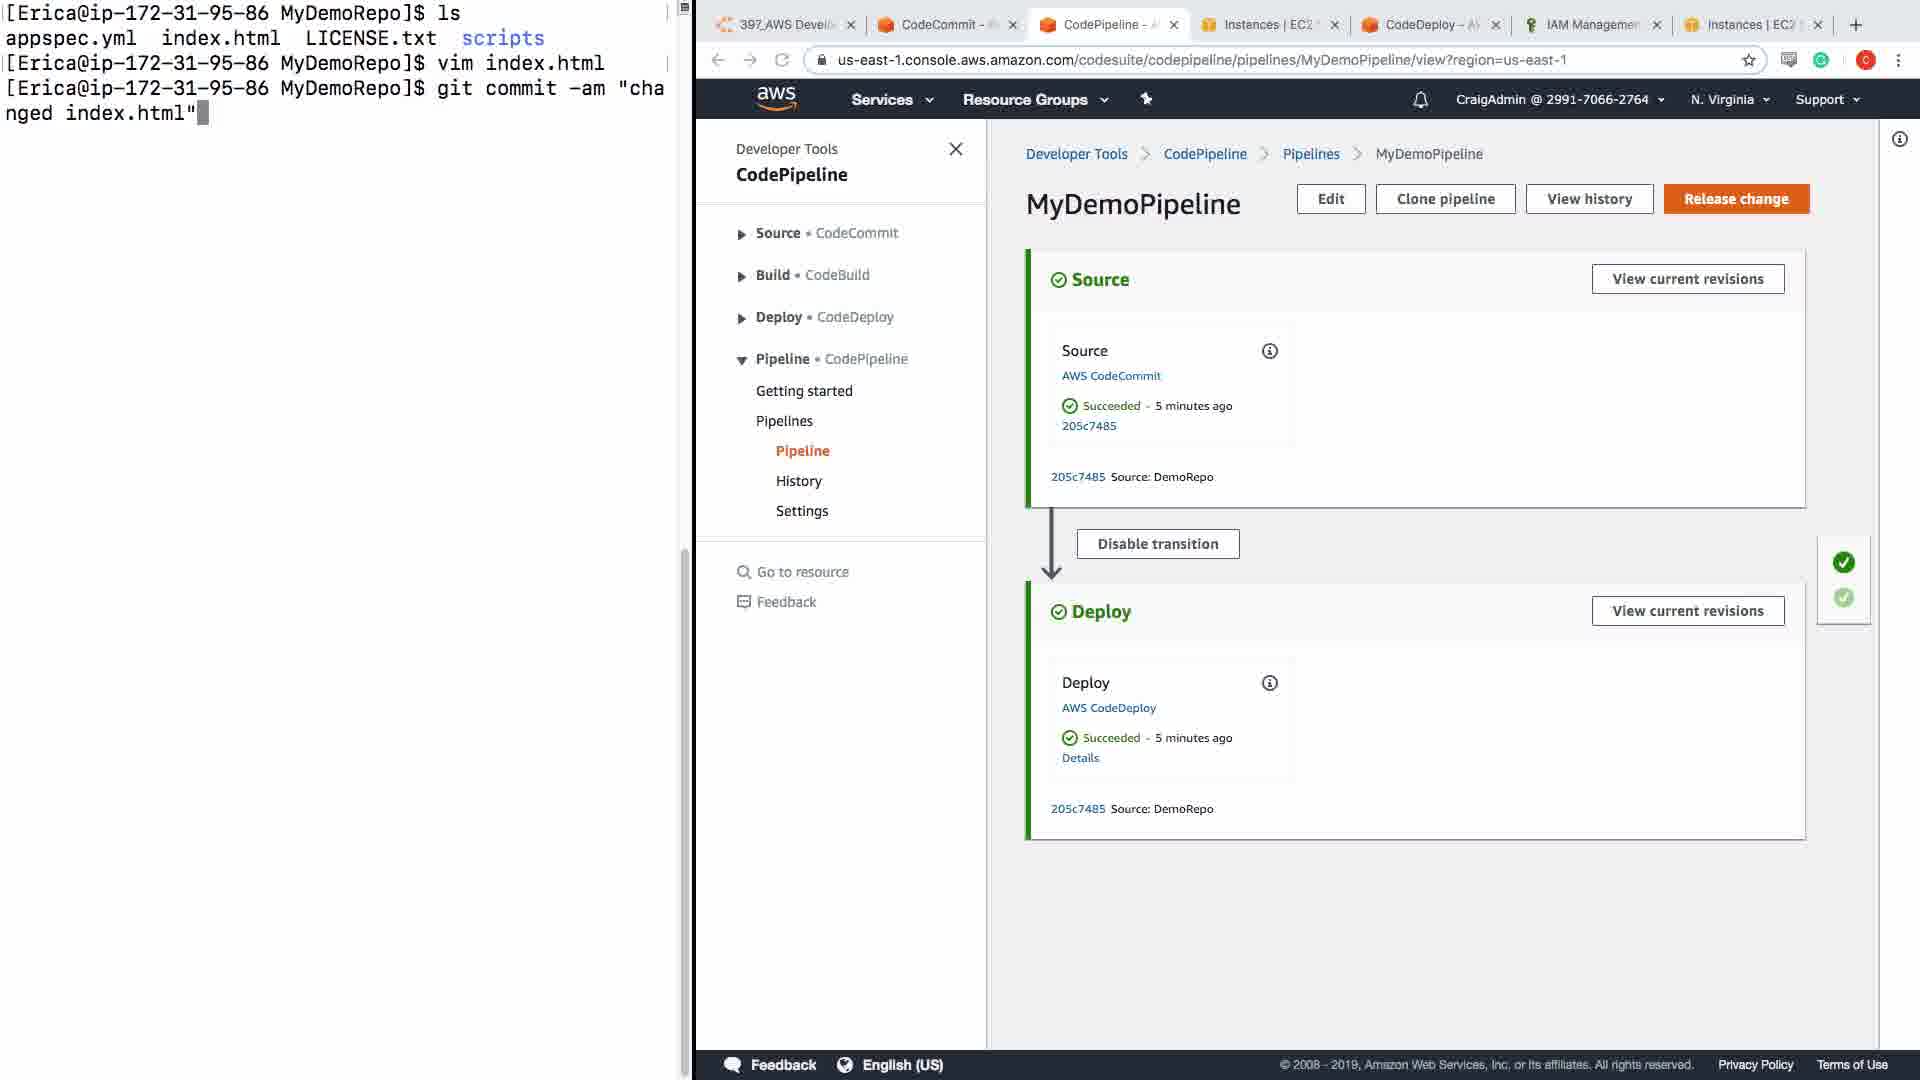 [Erica@ip-172-31-95-86 MyDemoRepo]$ ls
appspec.yml index.html LICENSE.txt scripts
[Erica@ip-172-31-95-86 MyDemoRepo]$ vim index.html
[Erica@ip-172-31-95-86 MyDemoRepo]$ git commit -am "cha
nged index.html"
397_AWS Develo
CodeCommit -
CodePipeline - A
Instances | EC2
CodeDeploy - A
IAM Managemen
Instances | EC2
us-east-1.console.aws.amazon.com/codesuite/codepipeline/pipelines/MyDemoPipeline/view?region=us-east-1
aws
Services
Resource Groups
CraigAdmin @ 2991-7066-2764
N. Virginia
Support
Developer Tools
CodePipeline
Source • CodeCommit
Build • CodeBuild
Deploy • CodeDeploy
Pipeline • CodePipeline
Getting started
Pipelines
Pipeline
History
Settings
Go to resource
Feedback
Developer Tools
CodePipeline
Pipelines
MyDemoPipeline
MyDemoPipeline
Edit
Clone pipeline
View history
Release change
Source
View current revisions
Source
AWS CodeCommit
Succeeded - 5 minutes ago
205c7485
205c7485 Source: DemoRepo
Disable transition
Deploy
View current revisions
Deploy
AWS CodeDeploy
Succeeded - 5 minutes ago
Details
205c7485 Source: DemoRepo
Feedback
English (US)
© 2008 - 2019, Amazon Web Services, Inc. or its affiliates. All rights reserved.
Privacy Policy
Terms of Use